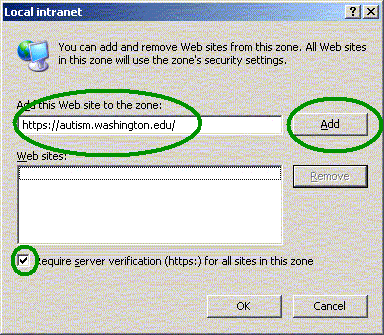 Local intranet
You can add and remove Web sites from this zone. All Web sites
in this zone will use the zone's security settings.
Add this Web site to the zone:
https://autism.washington.edu/
Add
Web sites:
Remove
Require server verification (https:) for all sites in this zone
OK
Cancel